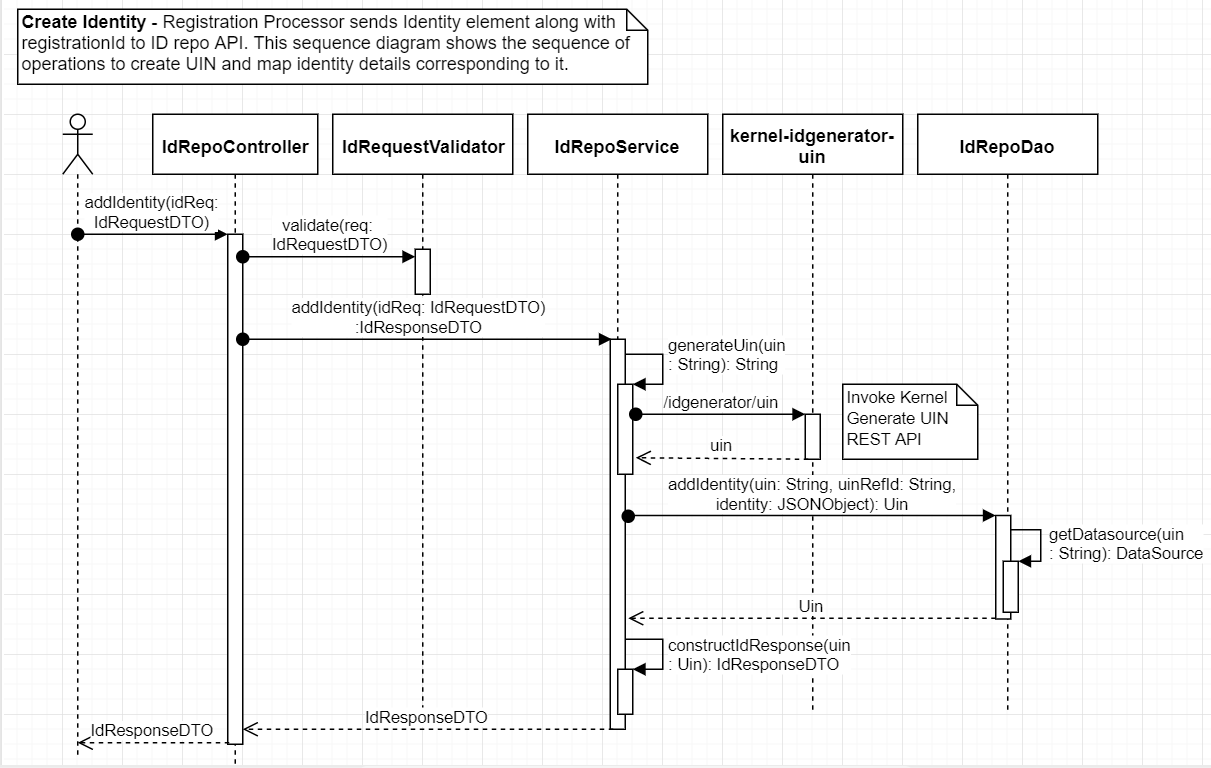 Create Identity - Registration Processor sends Identity element along with
registrationId to ID repo API. This sequence diagram shows the sequence of
operations to create UIN and map identity details corresponding to it.
IdRepoController
IdRequestValidator
IdRepoService
kernel-idgenerator-
uin
IdRepoDao
addIdentity(idReq:
IdRequestDTO)
validate(req:
IdRequestDTO)
addIdentity(idReq: IdRequestDTO)
:IdResponseDTO
generateUin(uin
: String): String
/idgenerator/uin
Invoke Kernel
Generate UIN
REST API
uin
addIdentity(uin: String, uinRefId: String,
identity: JSONObject): Uin
getDatasource(uin
: String): DataSource
Uin
constructIdResponse(uin
: Uin): IdResponseDTO
IdResponseDTO
IdResponseDTO